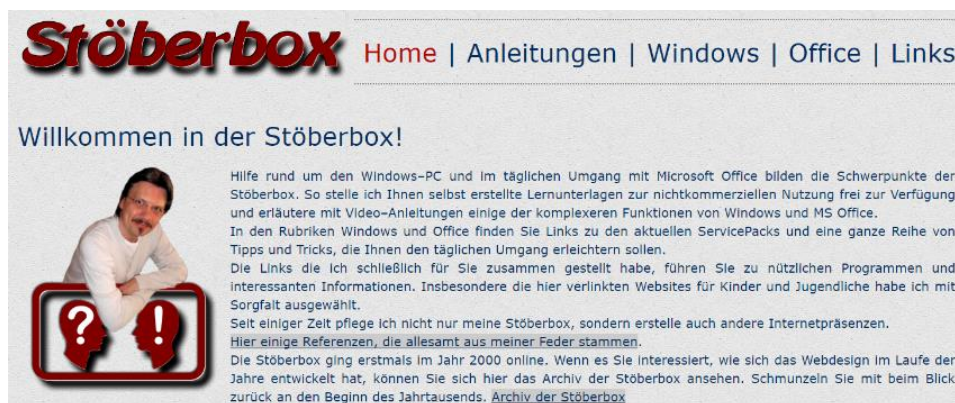 Stöberbox
Home | Anleitungen | Windows | Office | Links
Willkommen in der Stöberbox!
Hilfe rund um den Windows-PC und im täglichen Umgang mit Microsoft Office bilden die Schwerpunkte der
Stöberbox. So stelle ich Ihnen selbst erstellte Lernunterlagen zur nichtkommerziellen Nutzung frei zur Verfügung
und erläutere mit Video-Anleitungen einige der komplexeren Funktionen von Windows und MS Office.
In den Rubriken Windows und Office finden Sie Links zu den aktuellen ServicePacks und eine ganze Reihe von
Tipps und Tricks, die Ihnen den täglichen Umgang erleichtern sollen.
Die Links die ich schließlich für Sie zusammen gestellt habe, führen Sie zu nützlichen Programmen und
interessanten Informationen. Insbesondere die hier verlinkten Websites für Kinder und Jugendliche habe ich mit
Sorgfalt ausgewählt.
Seit einiger Zeit pflege ich nicht nur meine Stöberbox, sondern erstelle auch andere Internetpräsenzen.
Hier einige Referenzen, die allesamt aus meiner Feder stammen.
Die Stöberbox ging erstmals im Jahr 2000 online. Wenn es Sie interessiert, wie sich das Webdesign im Laufe der
Jahre entwickelt hat, können Sie sich hier das Archiv der Stöberbox ansehen. Schmunzeln Sie mit beim Blick
zurück an den Beginn des Jahrtausends. Archiv der Stöberbox
? !